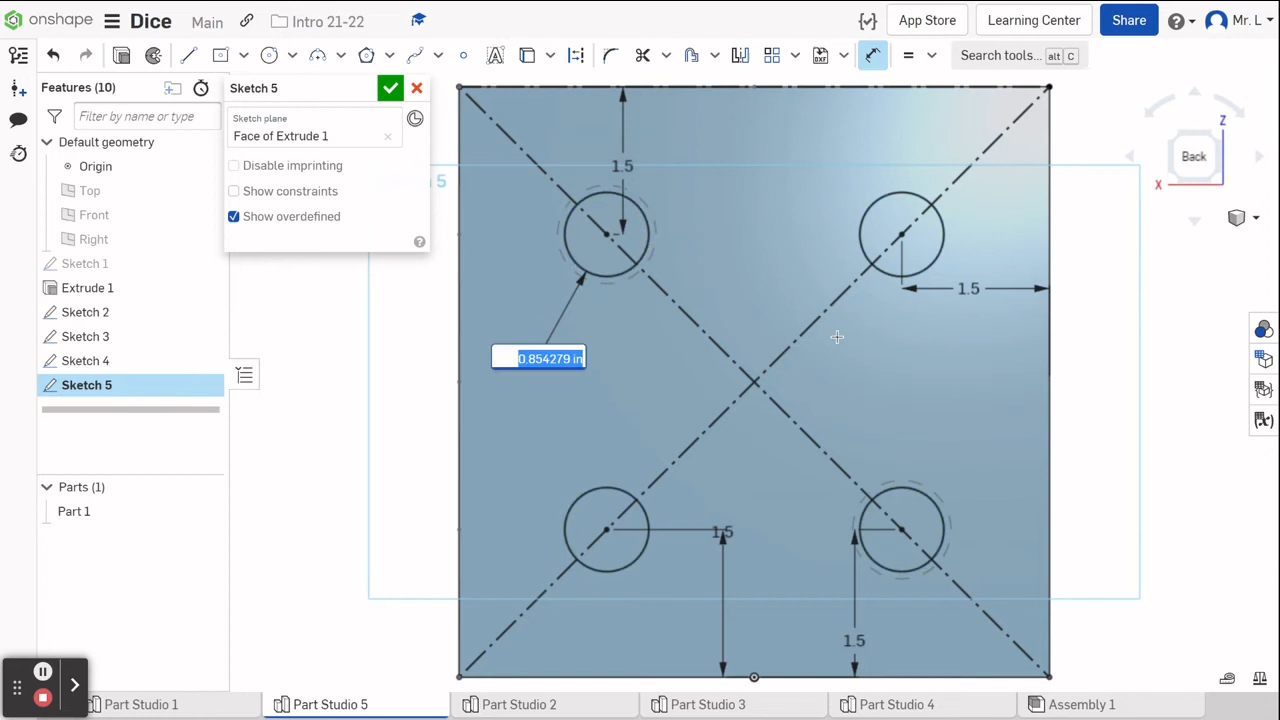 onshape Dice Main Intro 21-22 App Store Learning Center Share Mr. L
Search tools... alt C
Features (10)
Filter by name or type
Default geometry
Origin
Top
Front
Right
Sketch 1
Extrude 1
Sketch 2
Sketch 3
Sketch 4
Sketch 5
Parts (1)
Part 1
Sketch 5
Sketch plane
Face of Extrude 1
Disable imprinting
Show constraints
Show overdefined
5
1.5
1.5
0.854279 in
1.5
1.5
Z
Back
X
Part Studio 1 Part Studio 5 Part Studio 2 Part Studio 3 Part Studio 4 Assembly 1